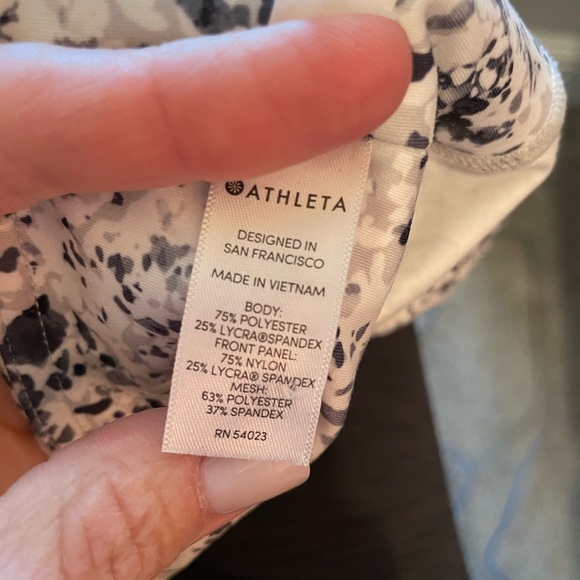 ATHLETA
DESIGNED IN
SAN FRANCISCO
MADE IN VIETNAM
BODY:
75% POLYESTER
25% LYCRA®SPANDEX
FRONT PANEL:
75% NYLON
25% LYCRA® SPANDEX
MESH:
63% POLYESTER
37% SPANDEX
RN 54023